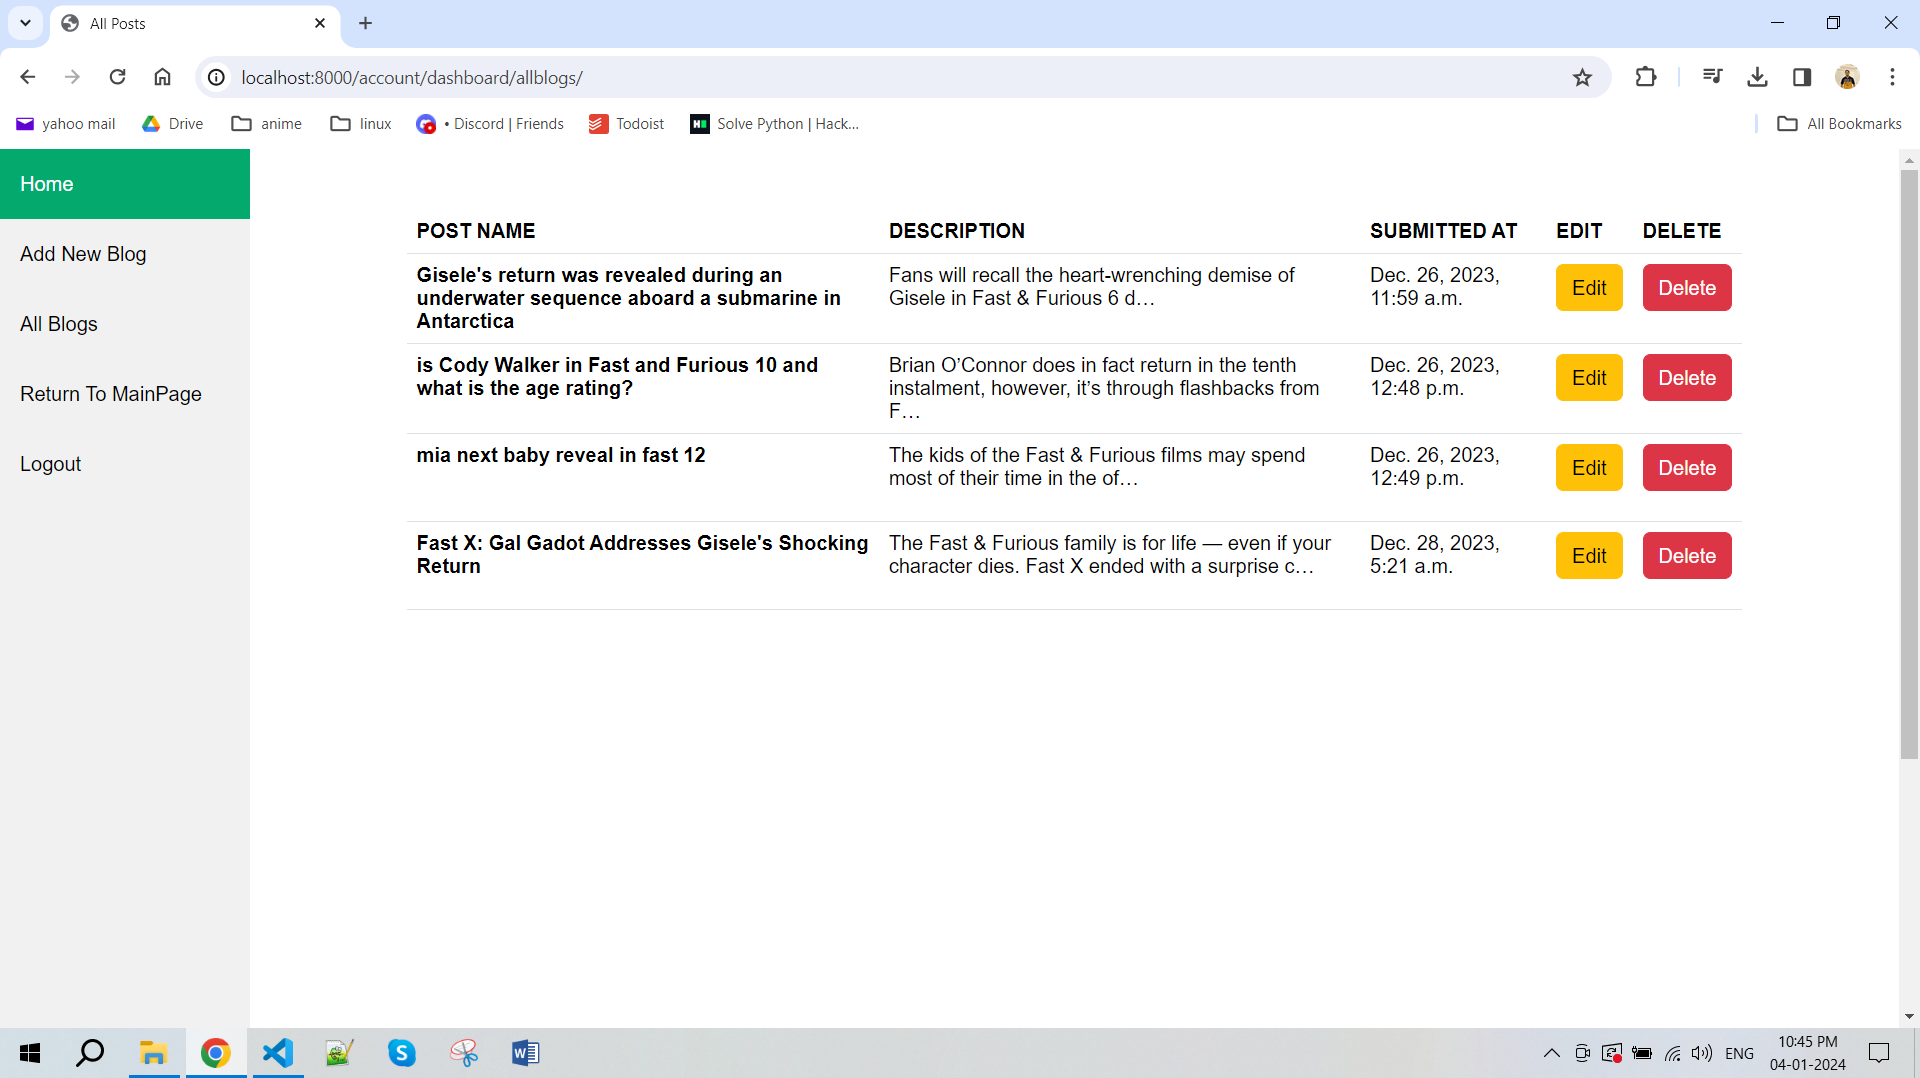 All Posts
localhost:8000/account/dashboard/allblogs/
yahoo mail Drive anime linux • Discord | Friends Todoist Solve Python | Hack... All Bookmarks
Home
Add New Blog
All Blogs
Return To MainPage
Logout
POST NAME DESCRIPTION SUBMITTED AT EDIT DELETE
Gisele's return was revealed during an
underwater sequence aboard a submarine in
Antarctica
Fans will recall the heart-wrenching demise of
Gisele in Fast & Furious 6 d…
Dec. 26, 2023,
11:59 a.m.
Edit
Delete
is Cody Walker in Fast and Furious 10 and
what is the age rating?
Brian O’Connor does in fact return in the tenth
instalment, however, it’s through flashbacks from
F…
Dec. 26, 2023,
12:48 p.m.
Edit
Delete
mia next baby reveal in fast 12
The kids of the Fast & Furious films may spend
most of their time in the of…
Dec. 26, 2023,
12:49 p.m.
Edit
Delete
Fast X: Gal Gadot Addresses Gisele's Shocking
Return
The Fast & Furious family is for life — even if your
character dies. Fast X ended with a surprise c…
Dec. 28, 2023,
5:21 a.m.
Edit
Delete
ENG
10:45 PM
04-01-2024